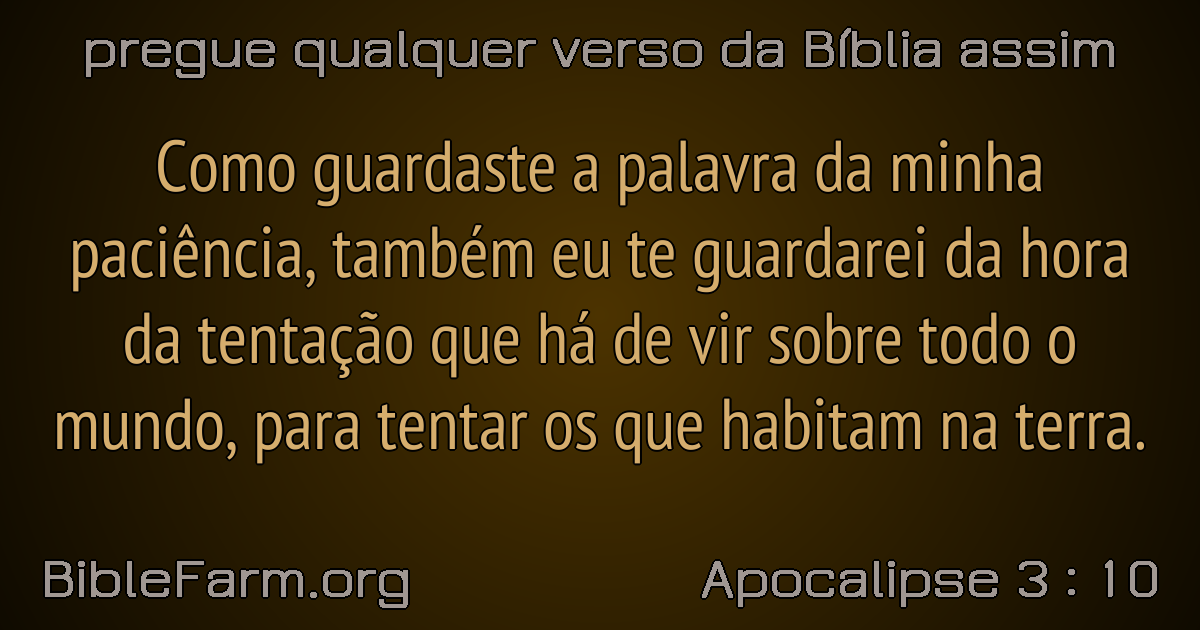 pregue qualquer verso da Bíblia assim
Como guardaste a palavra da minha
paciência, também eu te guardarei da hora
da tentação que há de vir sobre todo o
mundo, para tentar os que habitam na terra.
BibleFarm.org
Apocalipse 3 : 10